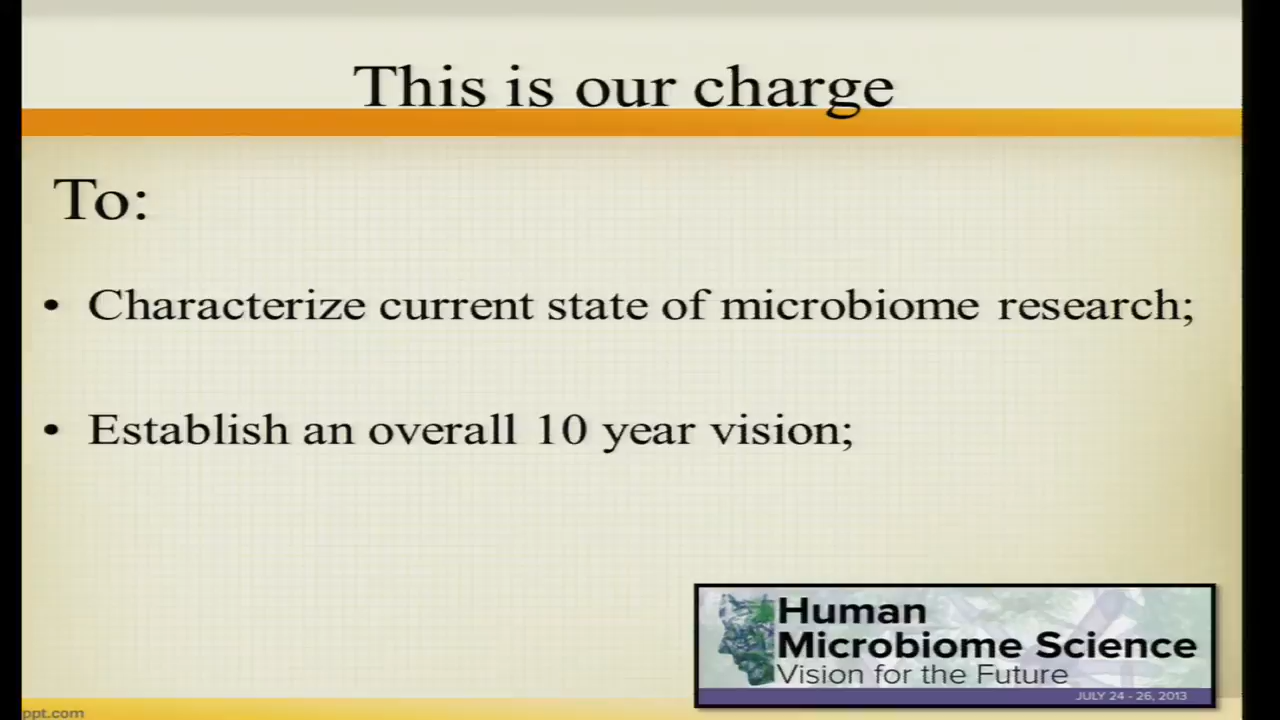 This is our charge
To:
• Characterize current state of microbiome research;
• Establish an overall 10 year vision;
Human
Microbiome Science
Vision for the Future
JULY 24 - 26, 2013
ppt.com